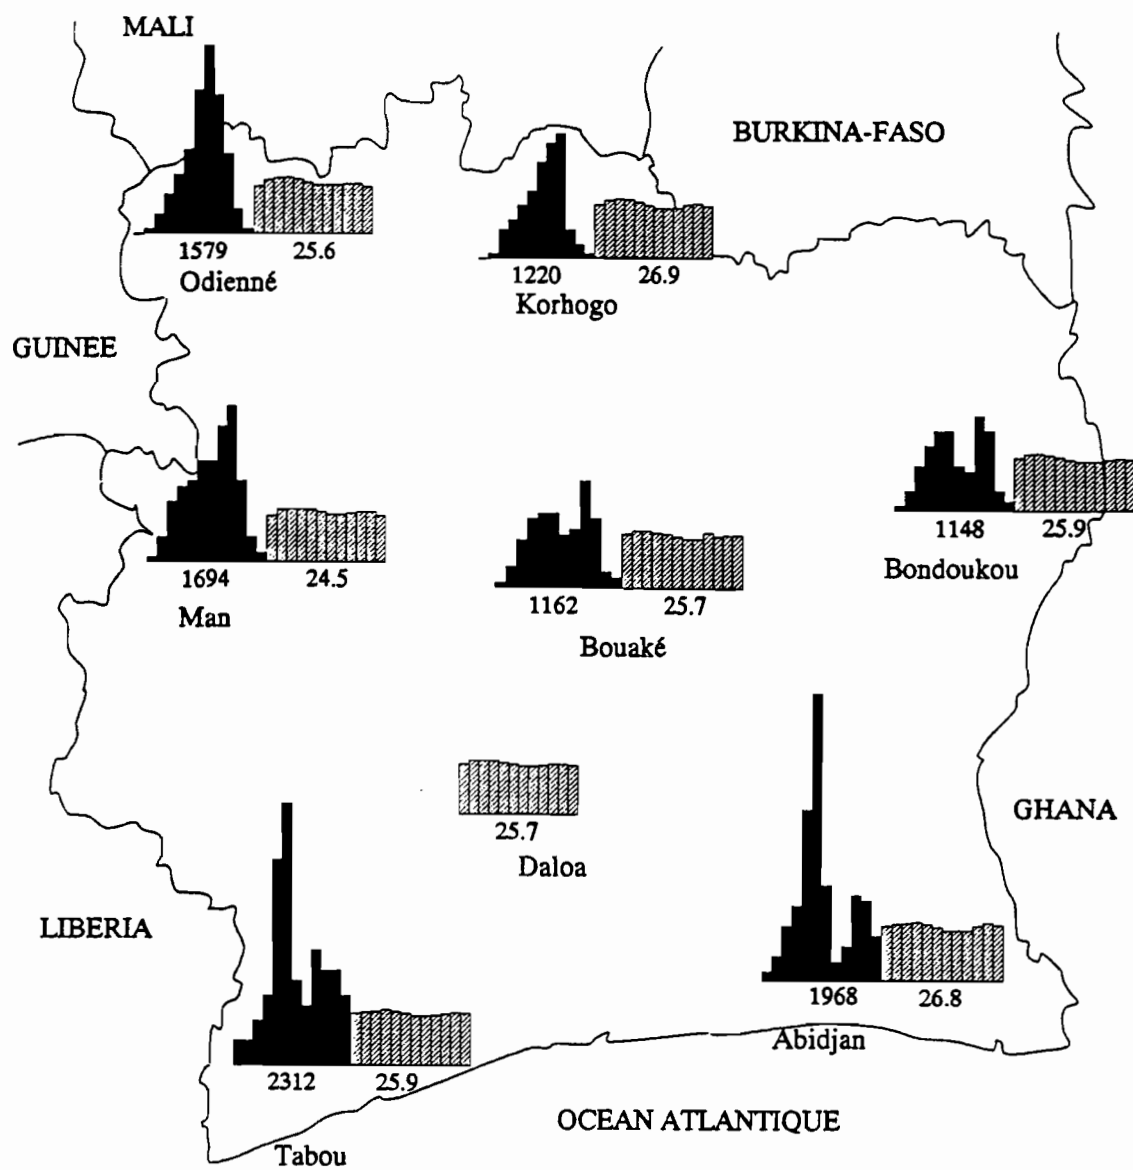 MALI
BURKINA-FASO
1579 25.6
Odienné
1220 26.9
Korhogo
GUINEE
1148 25.9
Bondoukou
1694 24.5
Man
1162 25.7
Bouaké
GHANA
25.7
Daloa
LIBERIA
1968 26.8
Abidjan
2312 25.9
OCEAN ATLANTIQUE
Tabou